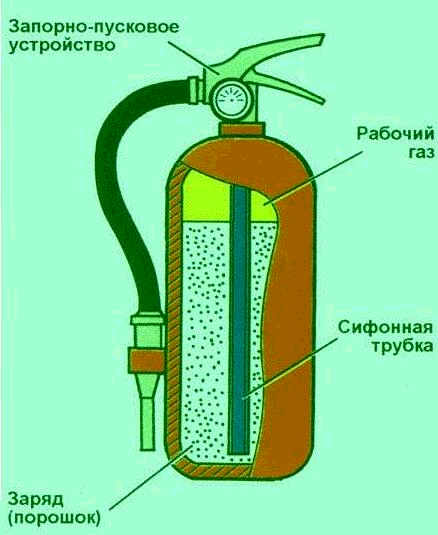 Запорно-пусковое
устройство
Рабочий
газ
Сифонная
трубка
Заряд
(порошок)